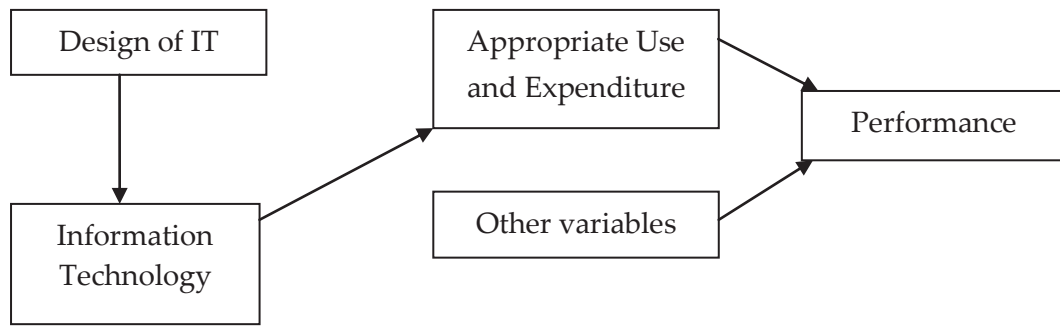 Design of IT
Appropriate Use
and Expenditure
Performance
Other variables
Information
Technology